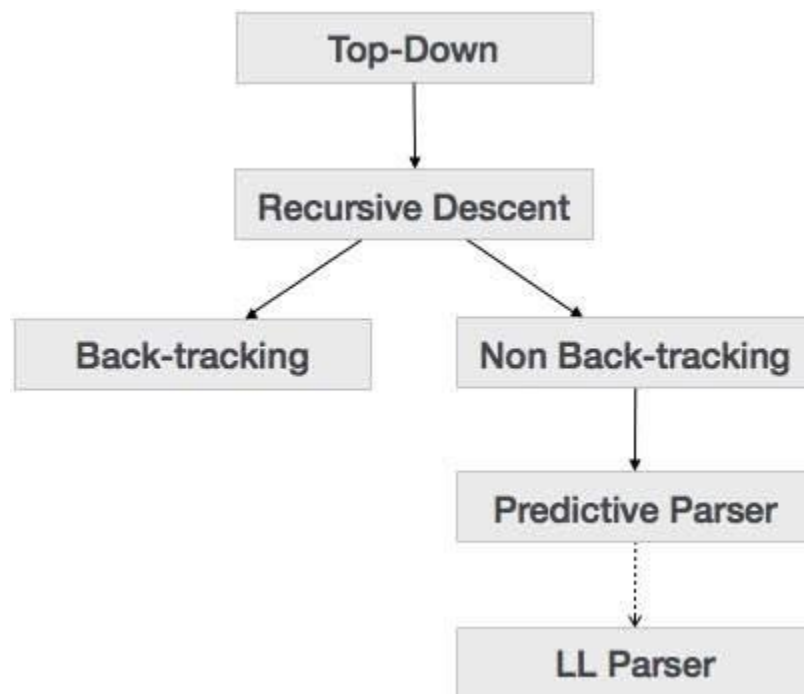 Top-Down
Recursive Descent
Back-tracking
Non Back-tracking
Predictive Parser
LL Parser